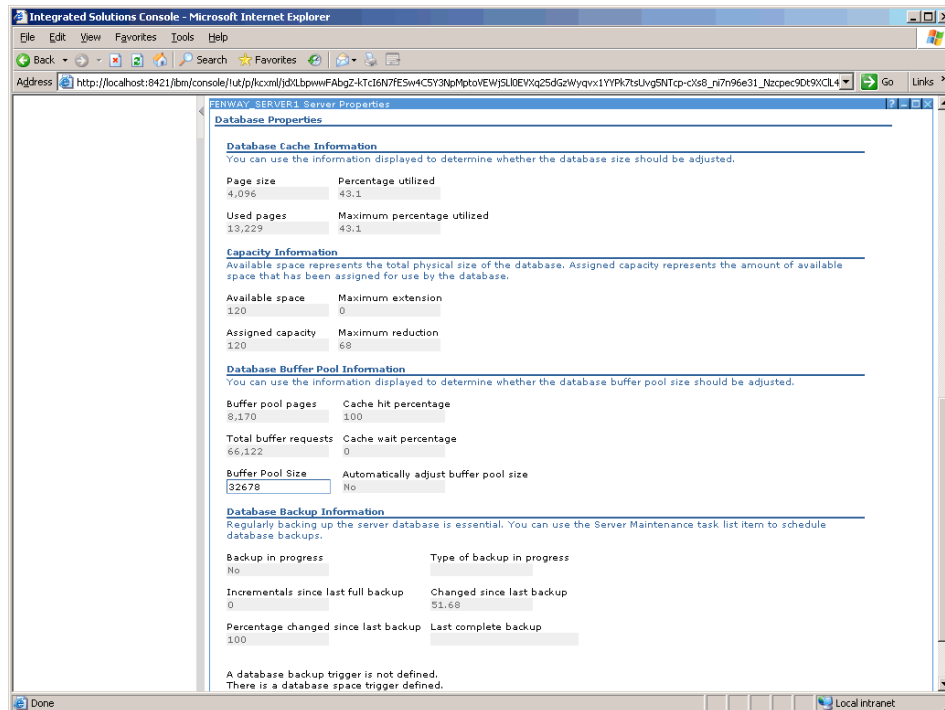 Integrated Solutions Console - Microsoft Internet Explorer
File Edit View Favorites Tools Help
Back Search Favorites
Address Go Links
FENWAY_SERVER1 Server Properties
Database Properties
Database Cache Information
You can use the information displayed to determine whether the database size should be adjusted.
Page size Percentage utilized
4,096 43.1
Used pages Maximum percentage utilized
13,229 43.1
Capacity Information
Available space represents the total physical size of the database. Assigned capacity represents the amount of available
space that has been assigned for use by the database.
Available space Maximum extension
120 0
Assigned capacity Maximum reduction
120 68
Database Buffer Pool Information
You can use the information displayed to determine whether the database buffer pool size should be adjusted.
Buffer pool pages Cache hit percentage
8,170 100
Total buffer requests Cache wait percentage
66,122 0
Buffer Pool Size Automatically adjust buffer pool size
32678 No
Database Backup Information
Regularly backing up the server database is essential. You can use the Server Maintenance task list item to schedule
database backups.
Backup in progress Type of backup in progress
No
Incrementals since last full backup Changed since last backup
0 51.68
Percentage changed since last backup Last complete backup
100
A database backup trigger is not defined.
There is a database space trigger defined.
Done Local intranet